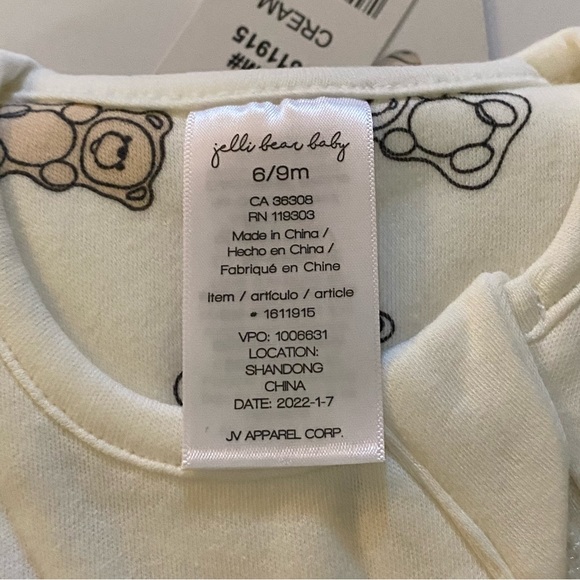 CREAM
M#
611915
jelli bear baby
6/9m
CA 36308
RN 119303
Made in China /
Hecho en China /
Fabriqué en Chine
Item / artículo / article
# 1611915
VPO: 1006631
LOCATION:
SHANDONG
CHINA
DATE: 2022-1-7
JV APPAREL CORP.